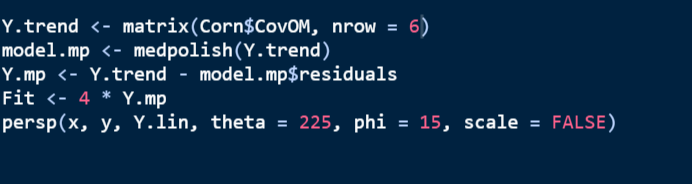 Y.trend <- matrix(Corn$CovOM, nrow = 6)
model.mp <- medpolish(Y.trend)
Y.mp <- Y.trend - model.mp$residuals
Fit <- 4 * Y.mp
persp(x, y, Y.lin, theta = 225, phi = 15, scale = FALSE)